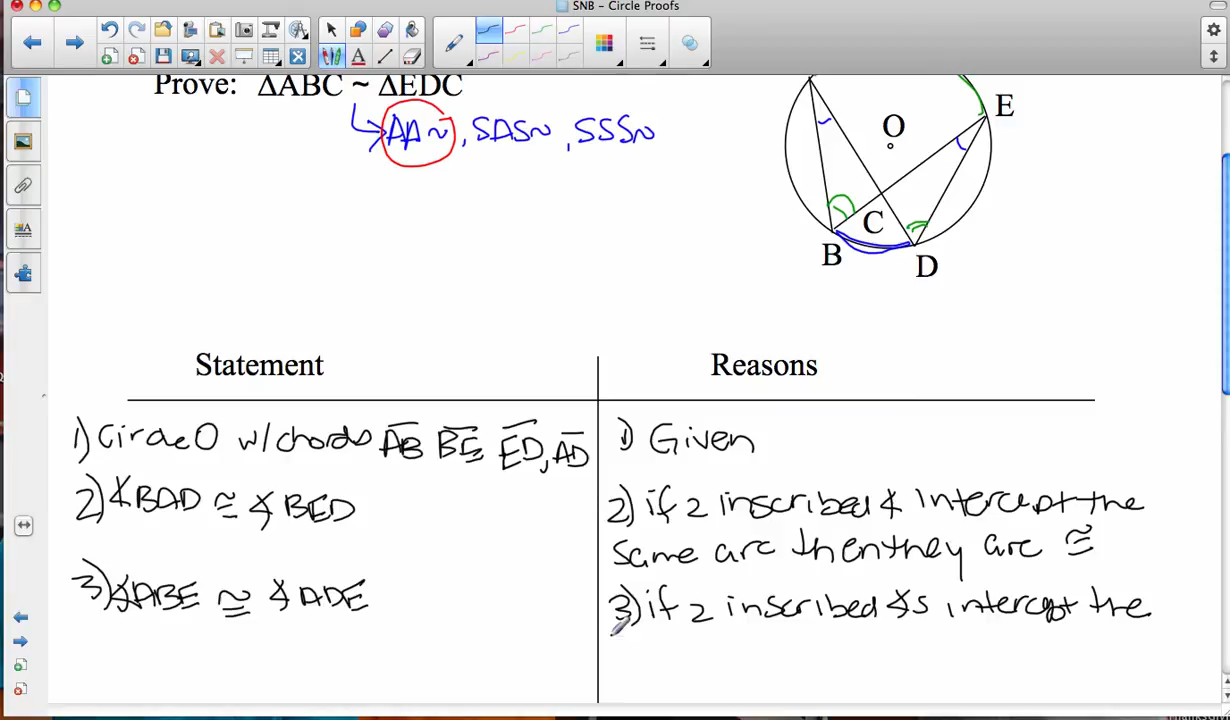 SNB - Circle Proofs
Prove: ΔABC ~ ΔEDC
AA~, SAS~, SSS~
E
O
C
B
D
Statement
Reasons
1) Circle O w/chords AB BE ED, AD
1) Given
2) ∡BAD ≅ ∡BED
2) if 2 inscribed ∡ intercept the
same arc then they are ≅
3) ∡ABE ≅ ∡ADE
3) if 2 inscribed ∡s intercept the